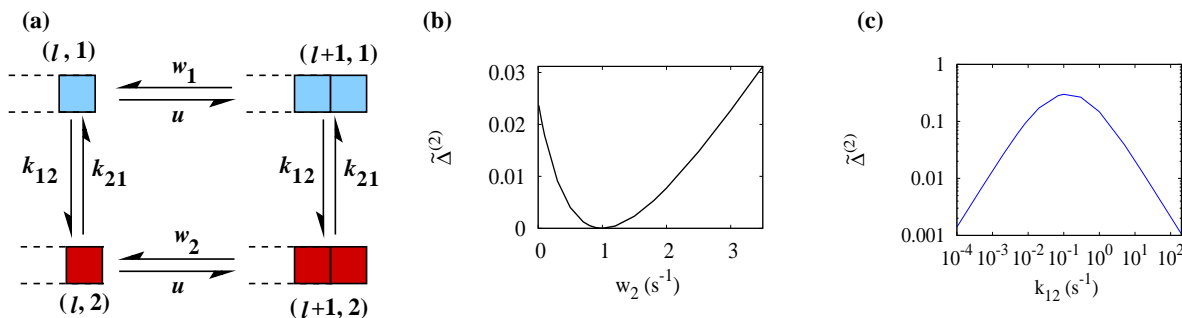 (a)
(l, 1)
(l+1, 1)
w1
u
k12
k21
k12
k21
w2
u
(l, 2)
(l+1, 2)
(b)
0.03
0.02
0.01
0
0
1
2
3
Δ̃(2)
w2 (s-1)
(c)
1
0.1
0.01
0.001
10-4
10-3
10-2
10-1
100
101
102
Δ̃(2)
k12 (s-1)